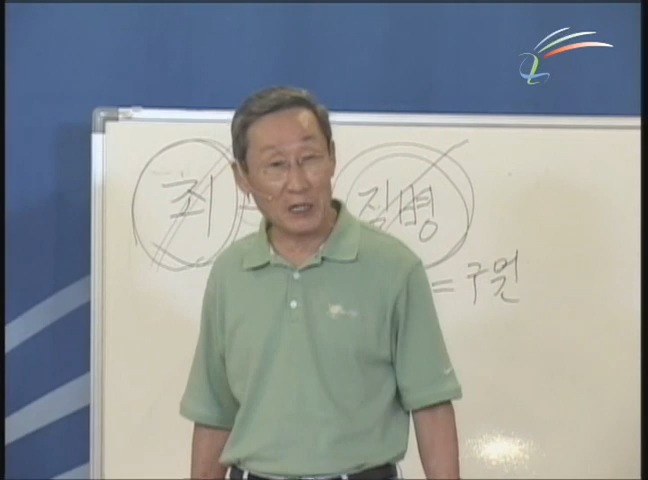 죄 = 질병
= 구원